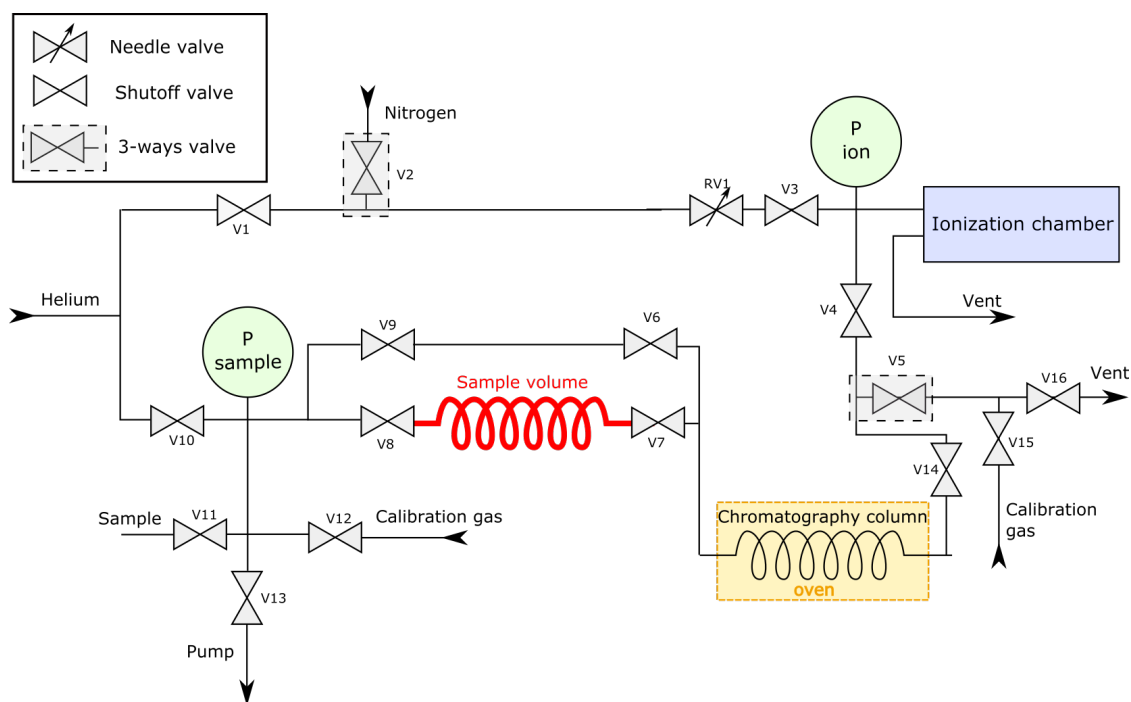 Needle valve
Shutoff valve
3-ways valve
Nitrogen
V2
P
ion
RV1
V3
V1
Ionization chamber
Helium
Vent
V4
P
sample
V9
V6
V5
V16
Vent
Sample volume
V10
V8
V7
V15
V14
Sample
V11
V12
Calibration gas
Chromatography column
Calibration
gas
oven
V13
Pump